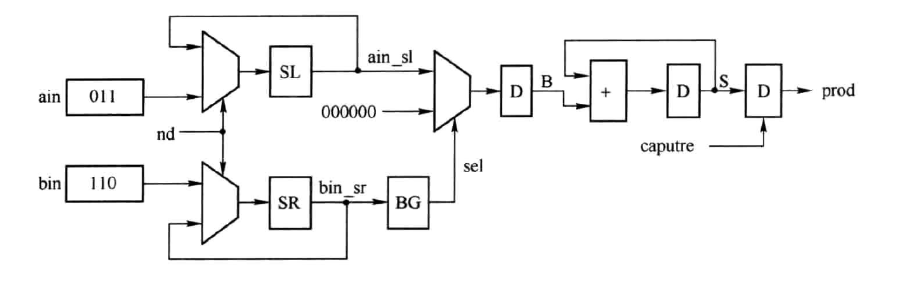 ain 011
SL
ain_sl
000000
nd
D
B
+
D
S
D
prod
caputre
sel
bin 110
SR
bin_sr
BG